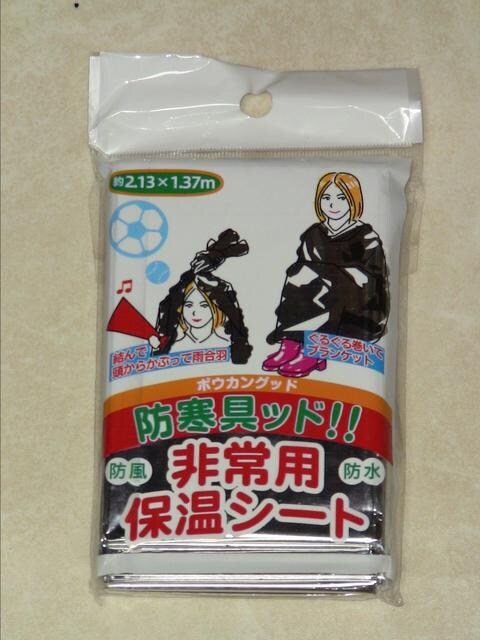 約2.13×1.37m
結んで
頭からかぶって雨合羽
ぐるぐる巻いて
ブランケット
ボウカングッド
防寒具ッド!!
防風
非常用
防水
保温シート